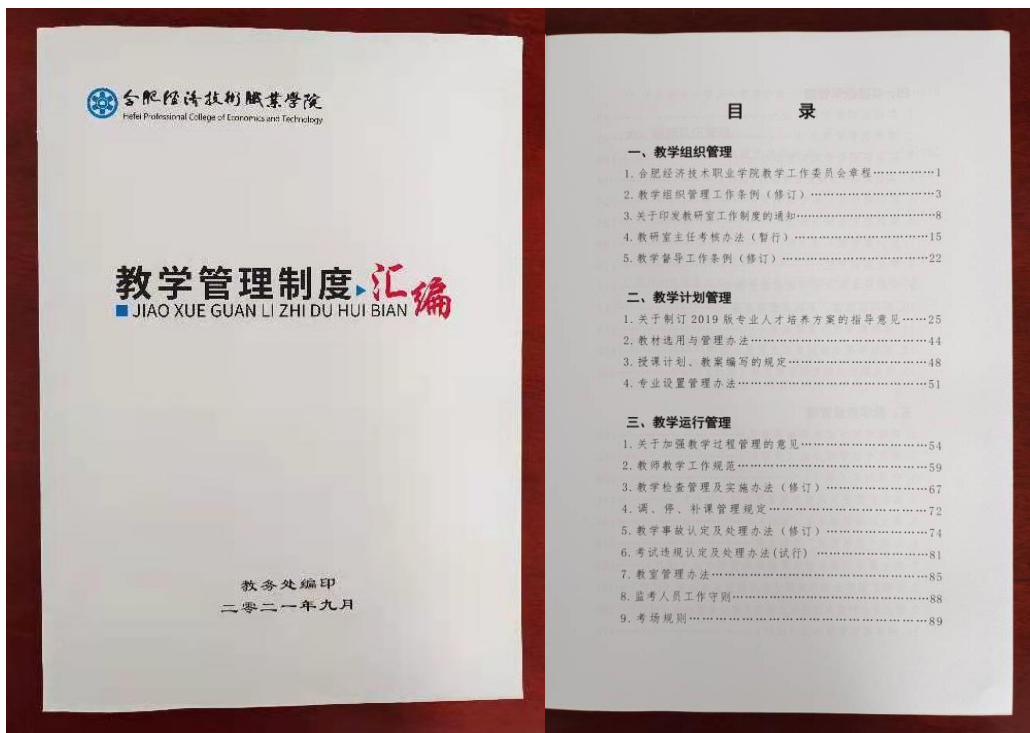 合肥经济技术职业学院
Hefei Professional College of Economics and Technology
教学管理制度汇编
JIAO XUE GUAN LI ZHI DU HUI BIAN
教务处编印
二零二一年九月
目 录
一、教学组织管理
1.合肥经济技术职业学院教学工作委员会章程……………1
2.教学组织管理工作条例（修订）……………………3
3.关于印发教研室工作制度的通知……………………8
4.教研室主任考核办法（暂行）……………………15
5.教学督导工作条例（修订）………………………22
二、教学计划管理
1.关于制订2019版专业人才培养方案的指导意见……25
2.教材选用与管理办法………………………………44
3.授课计划、教案编写的规定………………………48
4.专业设置管理办法…………………………………51
三、教学运行管理
1.关于加强教学过程管理的意见……………………54
2.教师教学工作规范…………………………………59
3.教学检查管理及实施办法（修订）………………67
4.调、停、补课管理规定……………………………72
5.教学事故认定及处理办法（修订）………………74
6.考试违规认定及处理办法(试行) ………………81
7.教室管理办法………………………………………85
8.监考人员工作守则…………………………………88
9.考场规则……………………………………………89